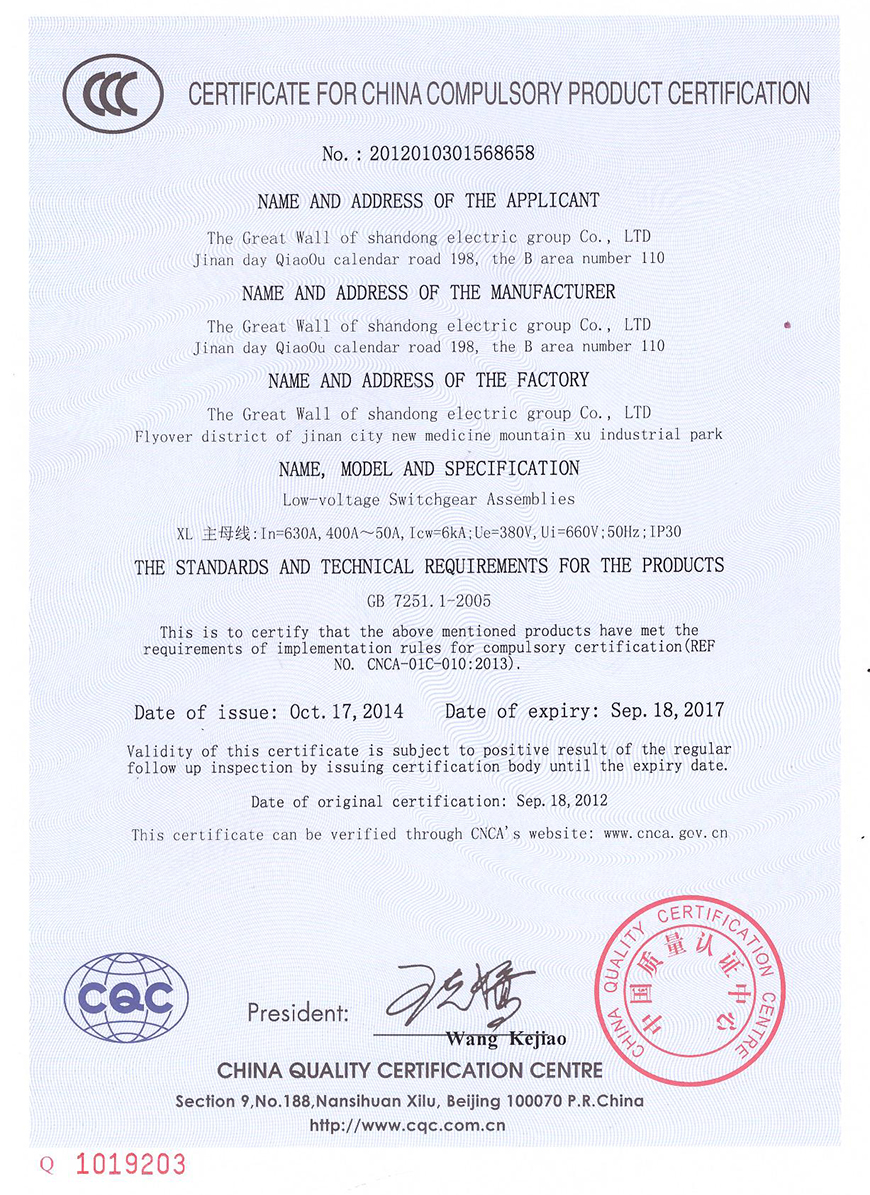 CCC
CERTIFICATE FOR CHINA COMPULSORY PRODUCT CERTIFICATION
No. : 2012010301568658
NAME AND ADDRESS OF THE APPLICANT
The Great Wall of shandong electric group Co., LTD
Jinan day QiaoOu calendar road 198, the B area number 110
NAME AND ADDRESS OF THE MANUFACTURER
The Great Wall of shandong electric group Co., LTD
Jinan day QiaoOu calendar road 198, the B area number 110
NAME AND ADDRESS OF THE FACTORY
The Great Wall of shandong electric group Co., LTD
Flyover district of jinan city new medicine mountain xu industrial park
NAME, MODEL AND SPECIFICATION
Low-voltage Switchgear Assemblies
XL 主母线:In=630A,400A～50A,Icw=6kA;Ue=380V,Ui=660V;50Hz;IP30
THE STANDARDS AND TECHNICAL REQUIREMENTS FOR THE PRODUCTS
GB 7251.1-2005
This is to certify that the above mentioned products have met the
requirements of implementation rules for compulsory certification(REF
NO. CNCA-01C-010:2013).
Date of issue: Oct.17,2014 Date of expiry: Sep.18,2017
Validity of this certificate is subject to positive result of the regular
follow up inspection by issuing certification body until the expiry date.
Date of original certification: Sep.18,2012
This certificate can be verified through CNCA's website: www.cnca.gov.cn
CHINA QUALITY CERTIFICATION CENTRE
中国质量认证中心
CQC
President:
Wang Kejiao
CHINA QUALITY CERTIFICATION CENTRE
Section 9,No.188,Nansihuan Xilu, Beijing 100070 P.R.China
http://www.cqc.com.cn
Q 1019203